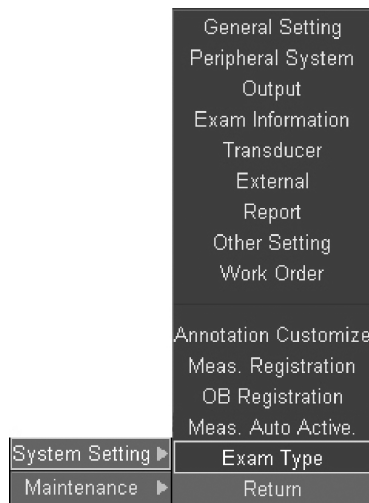 General Setting
Peripheral System
Output
Exam Information
Transducer
External
Report
Other Setting
Work Order
Annotation Customize
Meas. Registration
OB Registration
Meas. Auto Active.
System Setting
Exam Type
Maintenance
Return